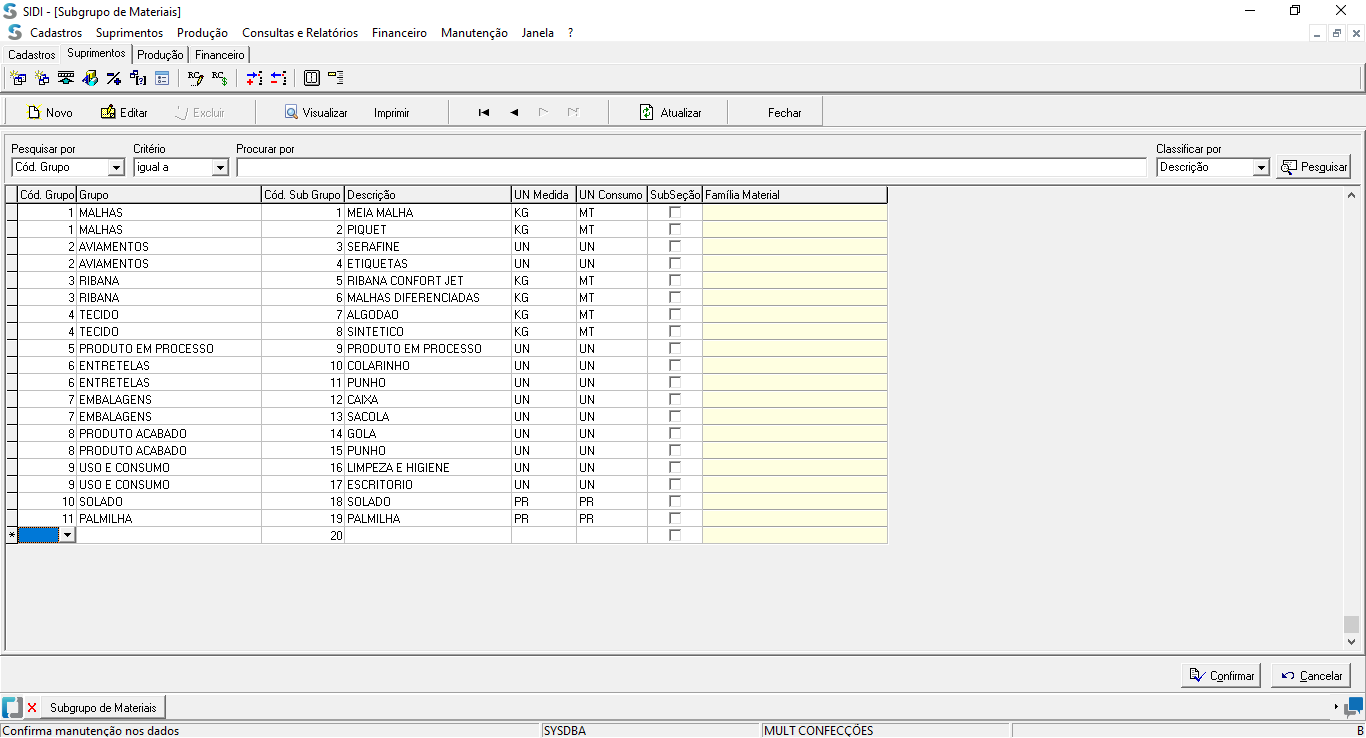 SIDI - [Subgrupo de Materiais]
Cadastros Suprimentos Produção Consultas e Relatórios Financeiro Manutenção Janela ?
Cadastros Suprimentos Produção Financeiro
Novo Editar Excluir Visualizar Imprimir Atualizar Fechar
Pesquisar por Critério Procurar por Classificar por
Cód. Grupo igual a Descrição Pesquisar
Cód. Grupo Grupo Cód. Sub Grupo Descrição UN Medida UN Consumo SubSeção Família Material
1 MALHAS 1 MEIA MALHA KG MT
1 MALHAS 2 PIQUET KG MT
2 AVIAMENTOS 3 SERAFINE UN UN
2 AVIAMENTOS 4 ETIQUETAS UN UN
3 RIBANA 5 RIBANA CONFORT JET KG MT
3 RIBANA 6 MALHAS DIFERENCIADAS KG MT
4 TECIDO 7 ALGODAO KG MT
4 TECIDO 8 SINTETICO KG MT
5 PRODUTO EM PROCESSO 9 PRODUTO EM PROCESSO UN UN
6 ENTRETELAS 10 COLARINHO UN UN
6 ENTRETELAS 11 PUNHO UN UN
7 EMBALAGENS 12 CAIXA UN UN
7 EMBALAGENS 13 SACOLA UN UN
8 PRODUTO ACABADO 14 GOLA UN UN
8 PRODUTO ACABADO 15 PUNHO UN UN
9 USO E CONSUMO 16 LIMPEZA E HIGIENE UN UN
9 USO E CONSUMO 17 ESCRITORIO UN UN
10 SOLADO 18 SOLADO PR PR
11 PALMILHA 19 PALMILHA PR PR
* 20
Confirmar Cancelar
Subgrupo de Materiais
Confirma manutenção nos dados SYSDBA MULT CONFECÇÕES B